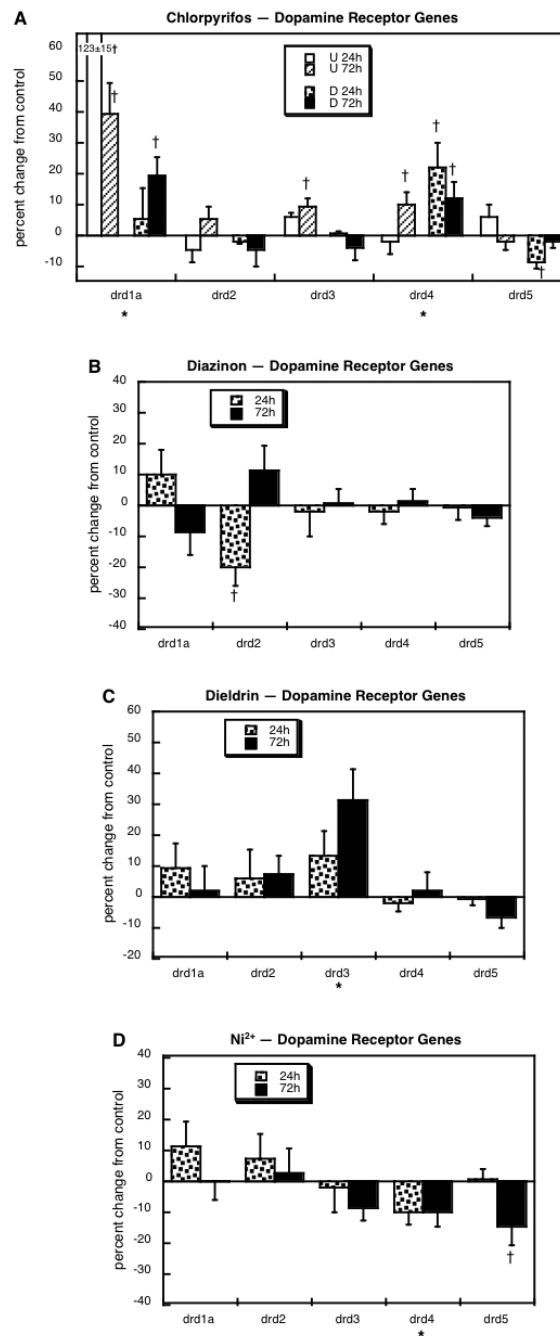 A
Chlorpyrifos — Dopamine Receptor Genes
percent change from control
60
50
40
30
20
10
0
-10
123±15†
U 24h
U 72h
D 24h
D 72h
†
†
†
†
†
†
†
drd1a
drd2
drd3
drd4
drd5
*
*
B
Diazinon — Dopamine Receptor Genes
percent change from control
40
30
20
10
0
-10
-20
-30
-40
24h
72h
†
drd1a
drd2
drd3
drd4
drd5
C
Dieldrin — Dopamine Receptor Genes
percent change from control
60
50
40
30
20
10
0
-10
-20
24h
72h
drd1a
drd2
drd3
drd4
drd5
*
D
Ni²⁺ — Dopamine Receptor Genes
percent change from control
40
30
20
10
0
-10
-20
-30
-40
24h
72h
†
drd1a
drd2
drd3
drd4
drd5
*